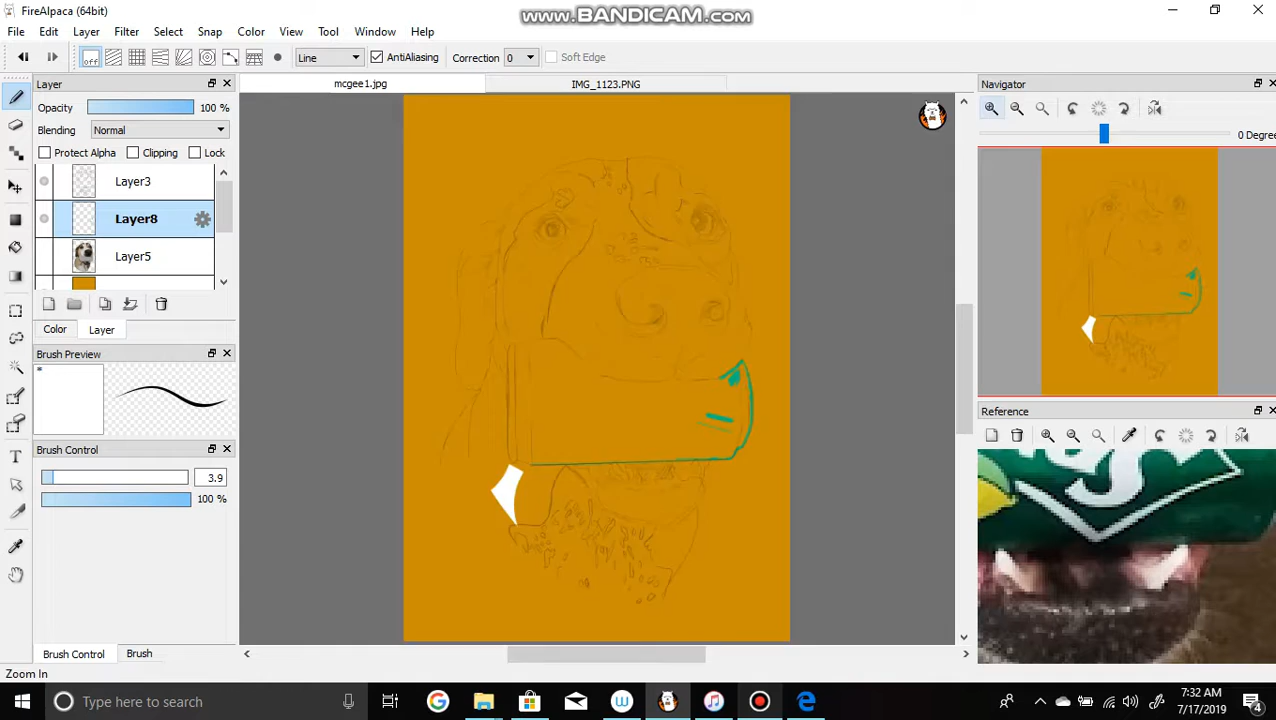 FireAlpaca (64bit)
www.BANDICAM.com
File Edit Layer Filter Select Snap Color View Tool Window Help
off Line AntiAliasing Correction 0 Soft Edge
Layer mcgee1.jpg IMG_1123.PNG Navigator
Opacity 100 %
Blending Normal
0 Degree
Protect Alpha Clipping Lock
Layer3
Layer8
Layer5
Color Layer
Brush Preview
Reference
*
Brush Control
3.9
100 %
Brush Control Brush
Zoom In
Type here to search
7:32 AM
7/17/2019
4